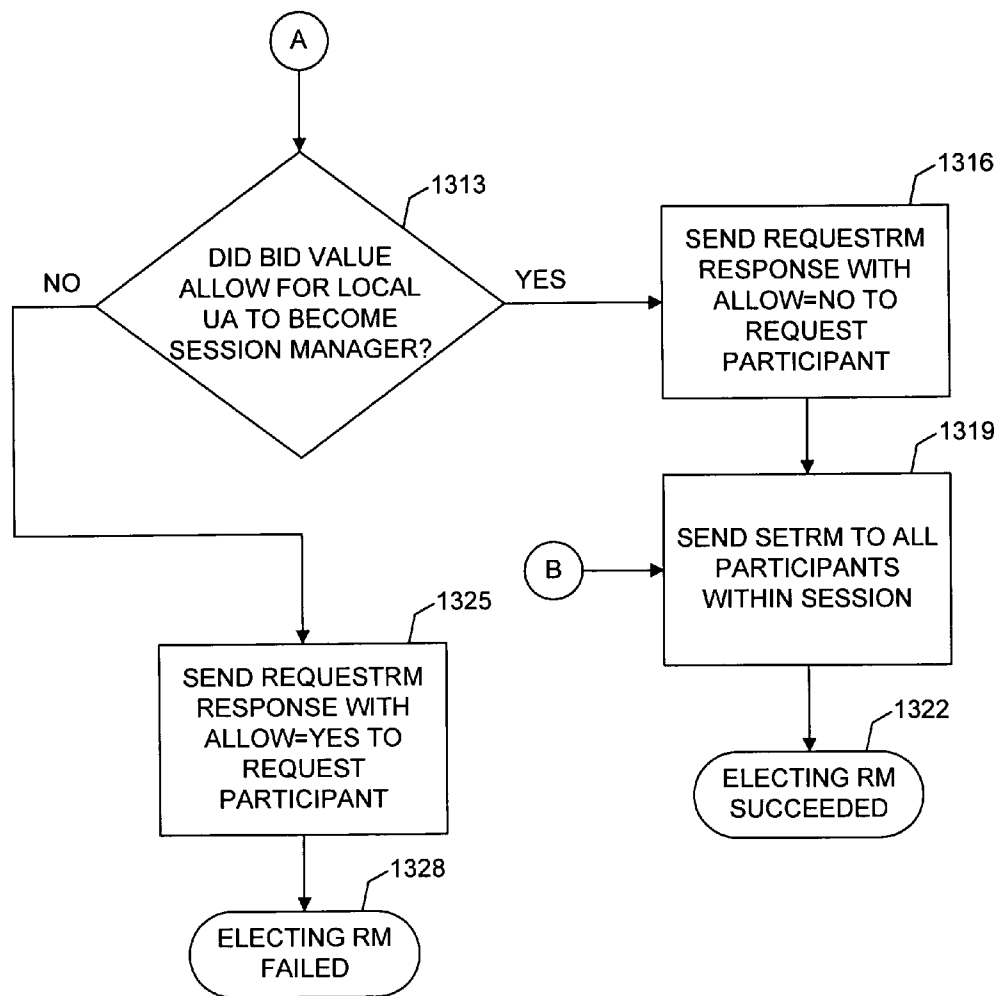 A
1313
DID BID VALUE
ALLOW FOR LOCAL
UA TO BECOME
SESSION MANAGER?
NO
YES
1316
SEND REQUESTRM
RESPONSE WITH
ALLOW=NO TO
REQUEST
PARTICIPANT
1319
SEND SETRM TO ALL
PARTICIPANTS
WITHIN SESSION
B
1322
ELECTING RM
SUCCEEDED
1325
SEND REQUESTRM
RESPONSE WITH
ALLOW=YES TO
REQUEST
PARTICIPANT
1328
ELECTING RM
FAILED